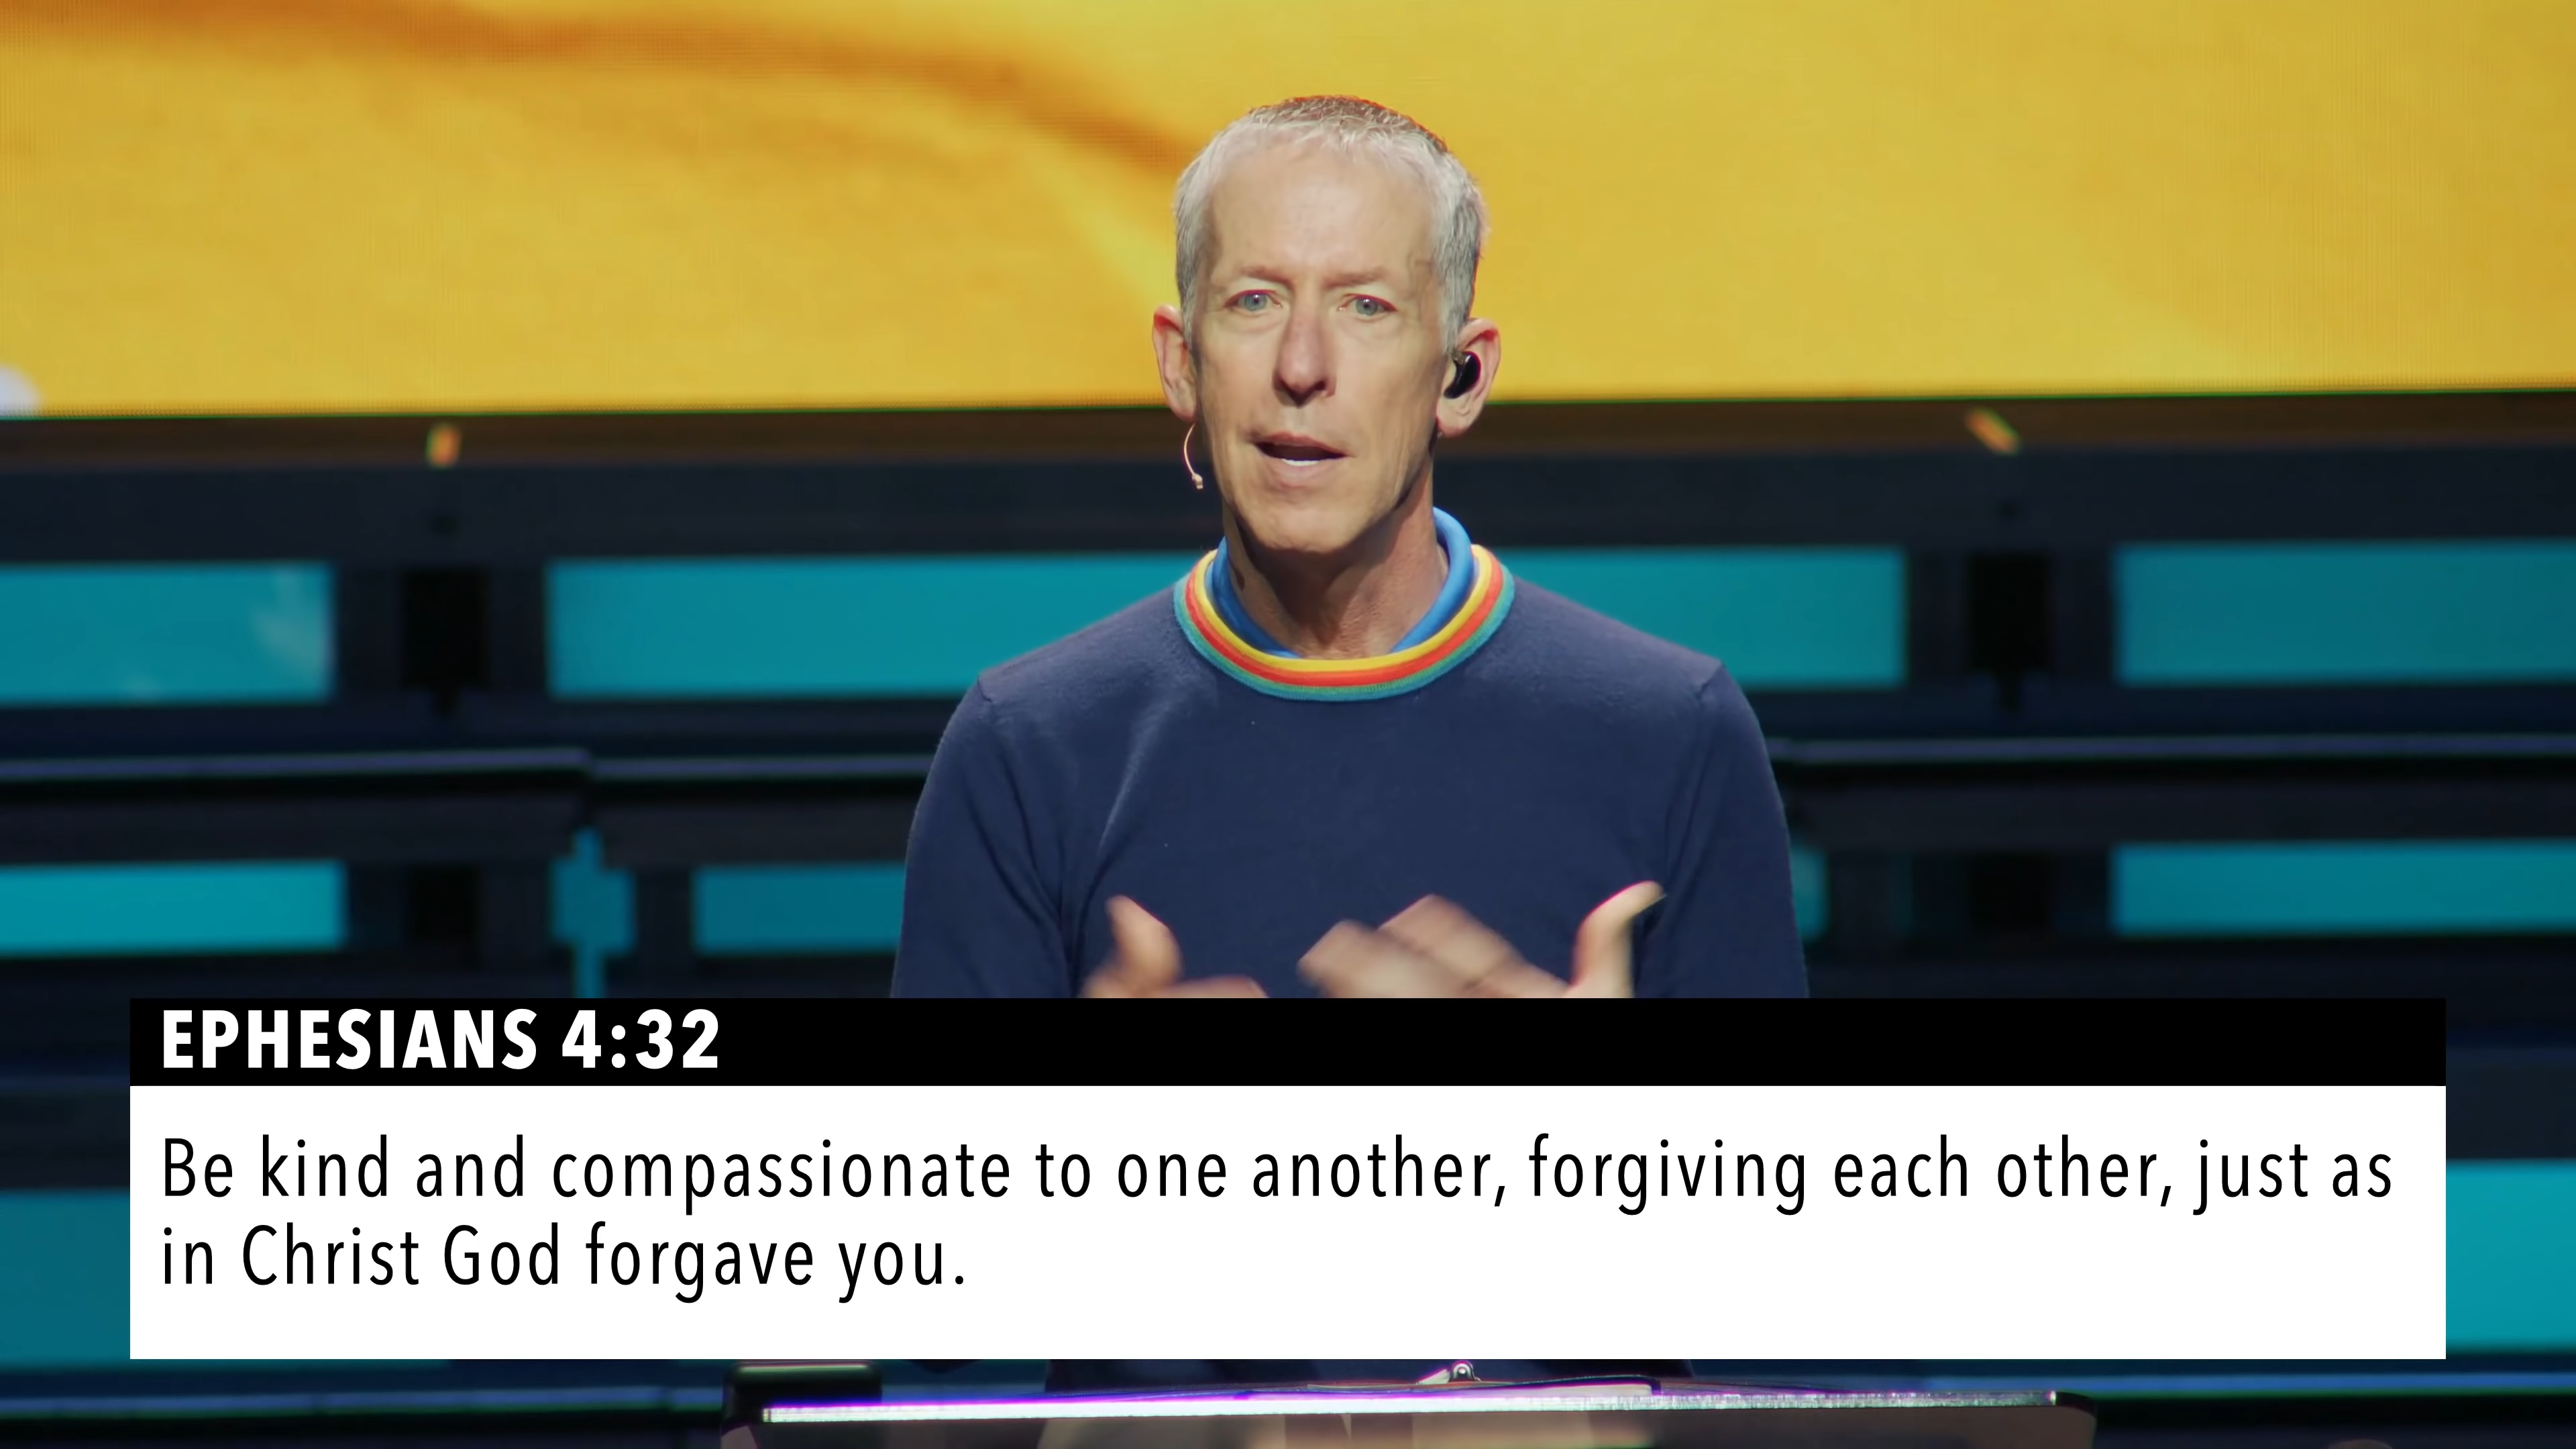 EPHESIANS 4:32
Be kind and compassionate to one another, forgiving each other, just as
in Christ God forgave you.